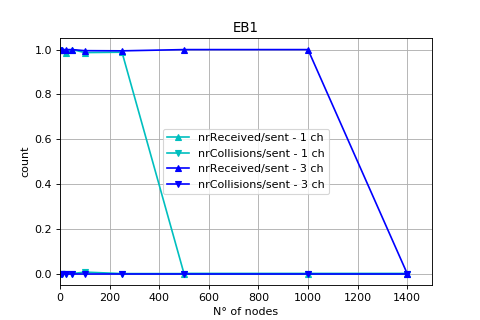 EB1
1.0
0.8
0.6
0.4
0.2
0.0
count
nrReceived/sent - 1 ch
nrCollisions/sent - 1 ch
nrReceived/sent - 3 ch
nrCollisions/sent - 3 ch
0 200 400 600 800 1000 1200 1400
N° of nodes